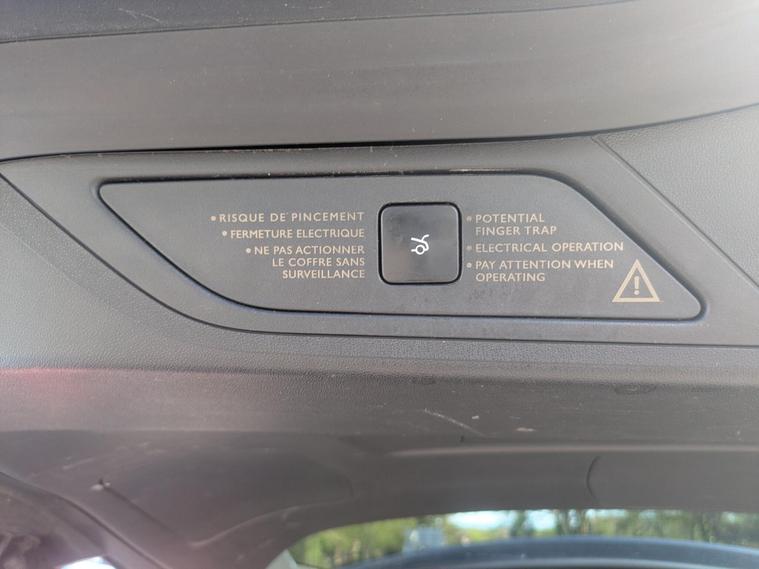 • RISQUE DE PINCEMENT
• FERMETURE ELECTRIQUE
• NE PAS ACTIONNER
LE COFFRE SANS
SURVEILLANCE
• POTENTIAL
FINGER TRAP
• ELECTRICAL OPERATION
• PAY ATTENTION WHEN
OPERATING